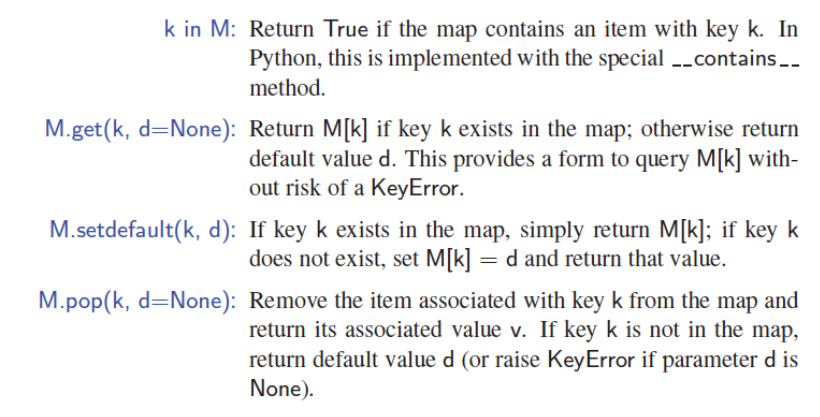 k in M: Return True if the map contains an item with key k. In
Python, this is implemented with the special __contains__
method.
M.get(k, d=None): Return M[k] if key k exists in the map; otherwise return
default value d. This provides a form to query M[k] with-
out risk of a KeyError.
M.setdefault(k, d): If key k exists in the map, simply return M[k]; if key k
does not exist, set M[k] = d and return that value.
M.pop(k, d=None): Remove the item associated with key k from the map and
return its associated value v. If key k is not in the map,
return default value d (or raise KeyError if parameter d is
None).